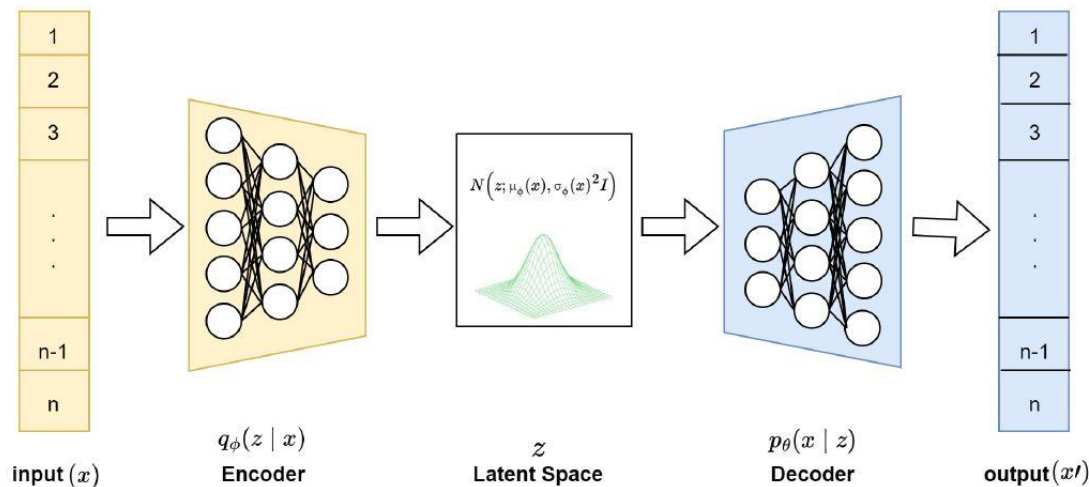 1
2
3
.
.
.
n-1
n
input (x)
q_ϕ(z | x)
Encoder
N(z; μ_ϕ(x), σ_ϕ(x)²I)
z
Latent Space
p_θ(x | z)
Decoder
1
2
3
.
.
.
n-1
n
output (x′)